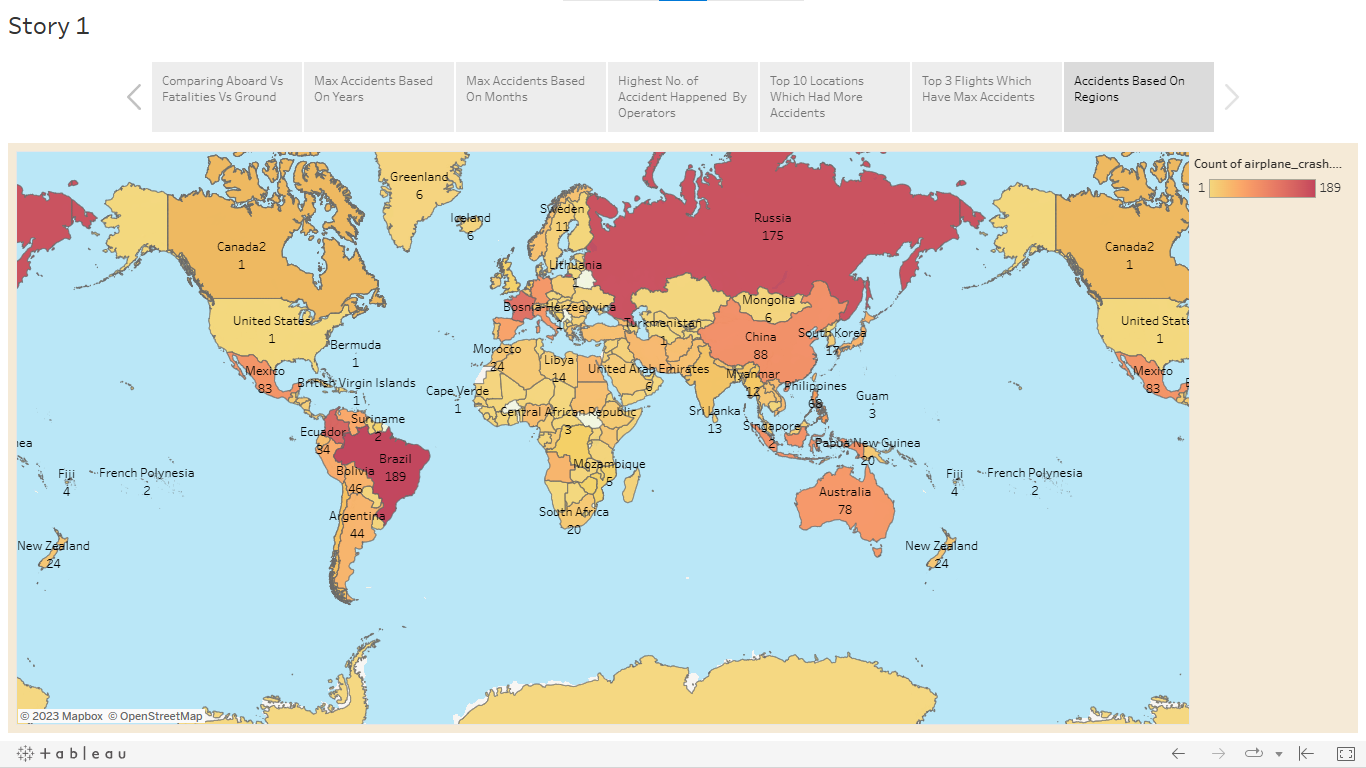 Story 1
Comparing Aboard Vs
Fatalities Vs Ground
Max Accidents Based
On Years
Max Accidents Based
On Months
Highest No. of
Accident Happened By
Operators
Top 10 Locations
Which Had More
Accidents
Top 3 Flights Which
Have Max Accidents
Accidents Based On
Regions
Count of airplane_crash....
1
189
Greenland
6
Iceland
6
Sweden
11
Russia
175
Canada2
1
Canada2
1
Lithuania
1
Bosnia-Herzegovina
1
Mongolia
6
United States
1
United State
1
Turkmenistan
1
China
88
South Korea
17
Bermuda
1
Morocco
24
Libya
14
United Arab Emirates
6
Myanmar
12
Mexico
83
Mexico
83
British Virgin Islands
1
Cape Verde
1
Philippines
68
Guam
3
Central African Republic
3
Sri Lanka
13
Suriname
2
Ecuador
34
Singapore
2
Papua New Guinea
20
nea
Brazil
189
Bolivia
46
Mozambique
5
Fiji
4
French Polynesia
2
Fiji
4
French Polynesia
2
Australia
78
Argentina
44
South Africa
20
New Zealand
24
New Zealand
24
© 2023 Mapbox © OpenStreetMap
+ableau